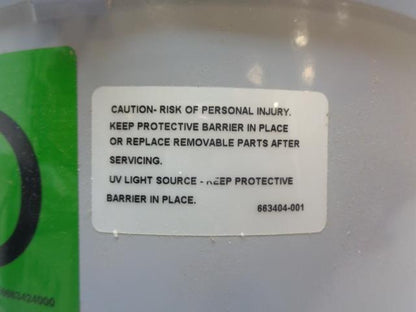 CAUTION- RISK OF PERSONAL INJURY.
KEEP PROTECTIVE BARRIER IN PLACE
OR REPLACE REMOVABLE PARTS AFTER
SERVICING.
UV LIGHT SOURCE - KEEP PROTECTIVE
BARRIER IN PLACE.
663404-001